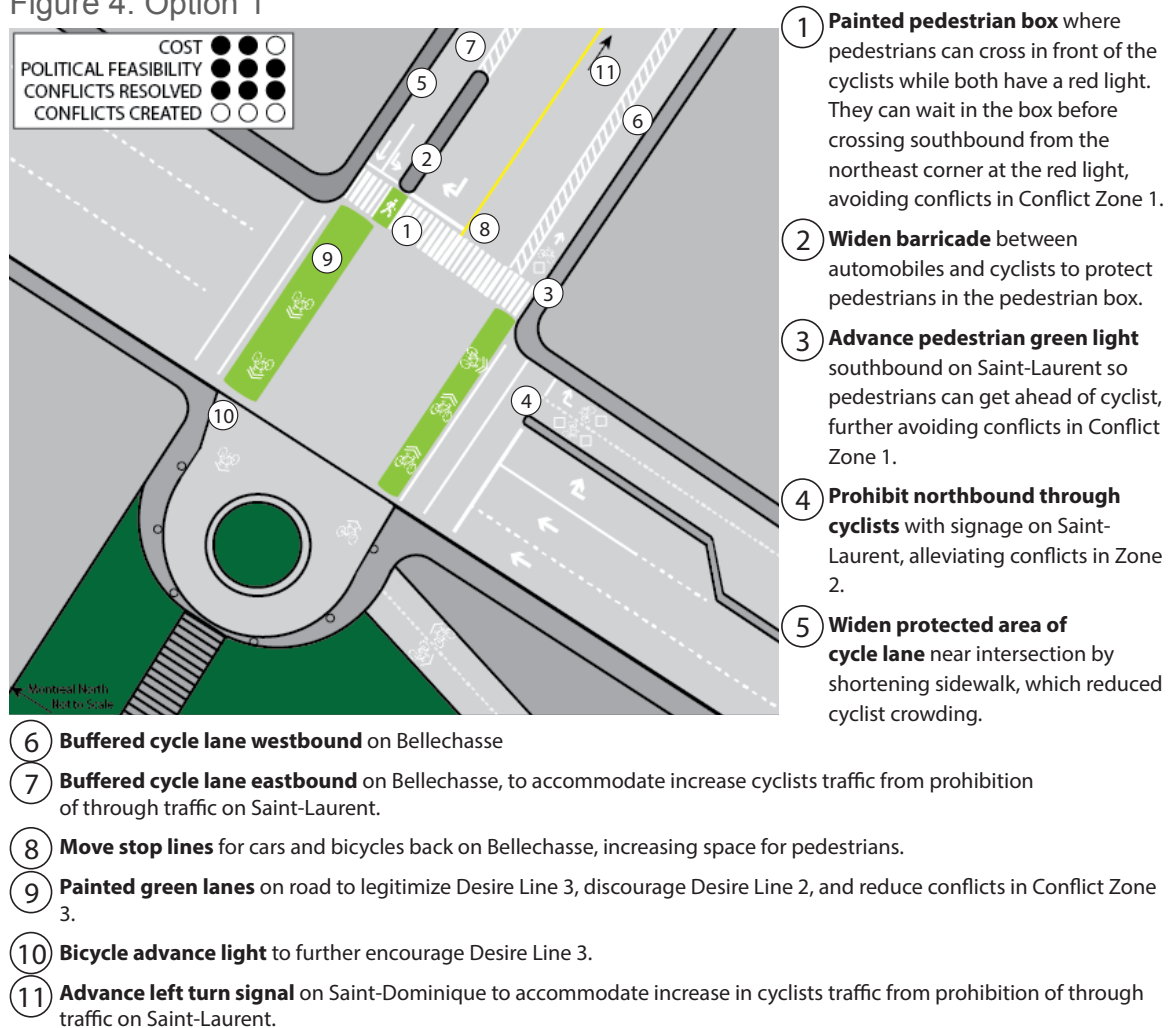 Figure 4: Option 1
COST
POLITICAL FEASIBILITY
CONFLICTS RESOLVED
CONFLICTS CREATED
7
5
11
6
2
1
8
9
3
4
10
Montreal North
Not to Scale
1 Painted pedestrian box where
pedestrians can cross in front of the
cyclists while both have a red light.
They can wait in the box before
crossing southbound from the
northeast corner at the red light,
avoiding conflicts in Conflict Zone 1.
2 Widen barricade between
automobiles and cyclists to protect
pedestrians in the pedestrian box.
3 Advance pedestrian green light
southbound on Saint-Laurent so
pedestrians can get ahead of cyclist,
further avoiding conflicts in Conflict
Zone 1.
4 Prohibit northbound through
cyclists with signage on Saint-
Laurent, alleviating conflicts in Zone
2.
5 Widen protected area of
cycle lane near intersection by
shortening sidewalk, which reduced
cyclist crowding.
6 Buffered cycle lane westbound on Bellechasse
7 Buffered cycle lane eastbound on Bellechasse, to accommodate increase cyclists traffic from prohibition
of through traffic on Saint-Laurent.
8 Move stop lines for cars and bicycles back on Bellechasse, increasing space for pedestrians.
9 Painted green lanes on road to legitimize Desire Line 3, discourage Desire Line 2, and reduce conflicts in Conflict Zone
3.
10 Bicycle advance light to further encourage Desire Line 3.
11 Advance left turn signal on Saint-Dominique to accommodate increase in cyclists traffic from prohibition of through
traffic on Saint-Laurent.